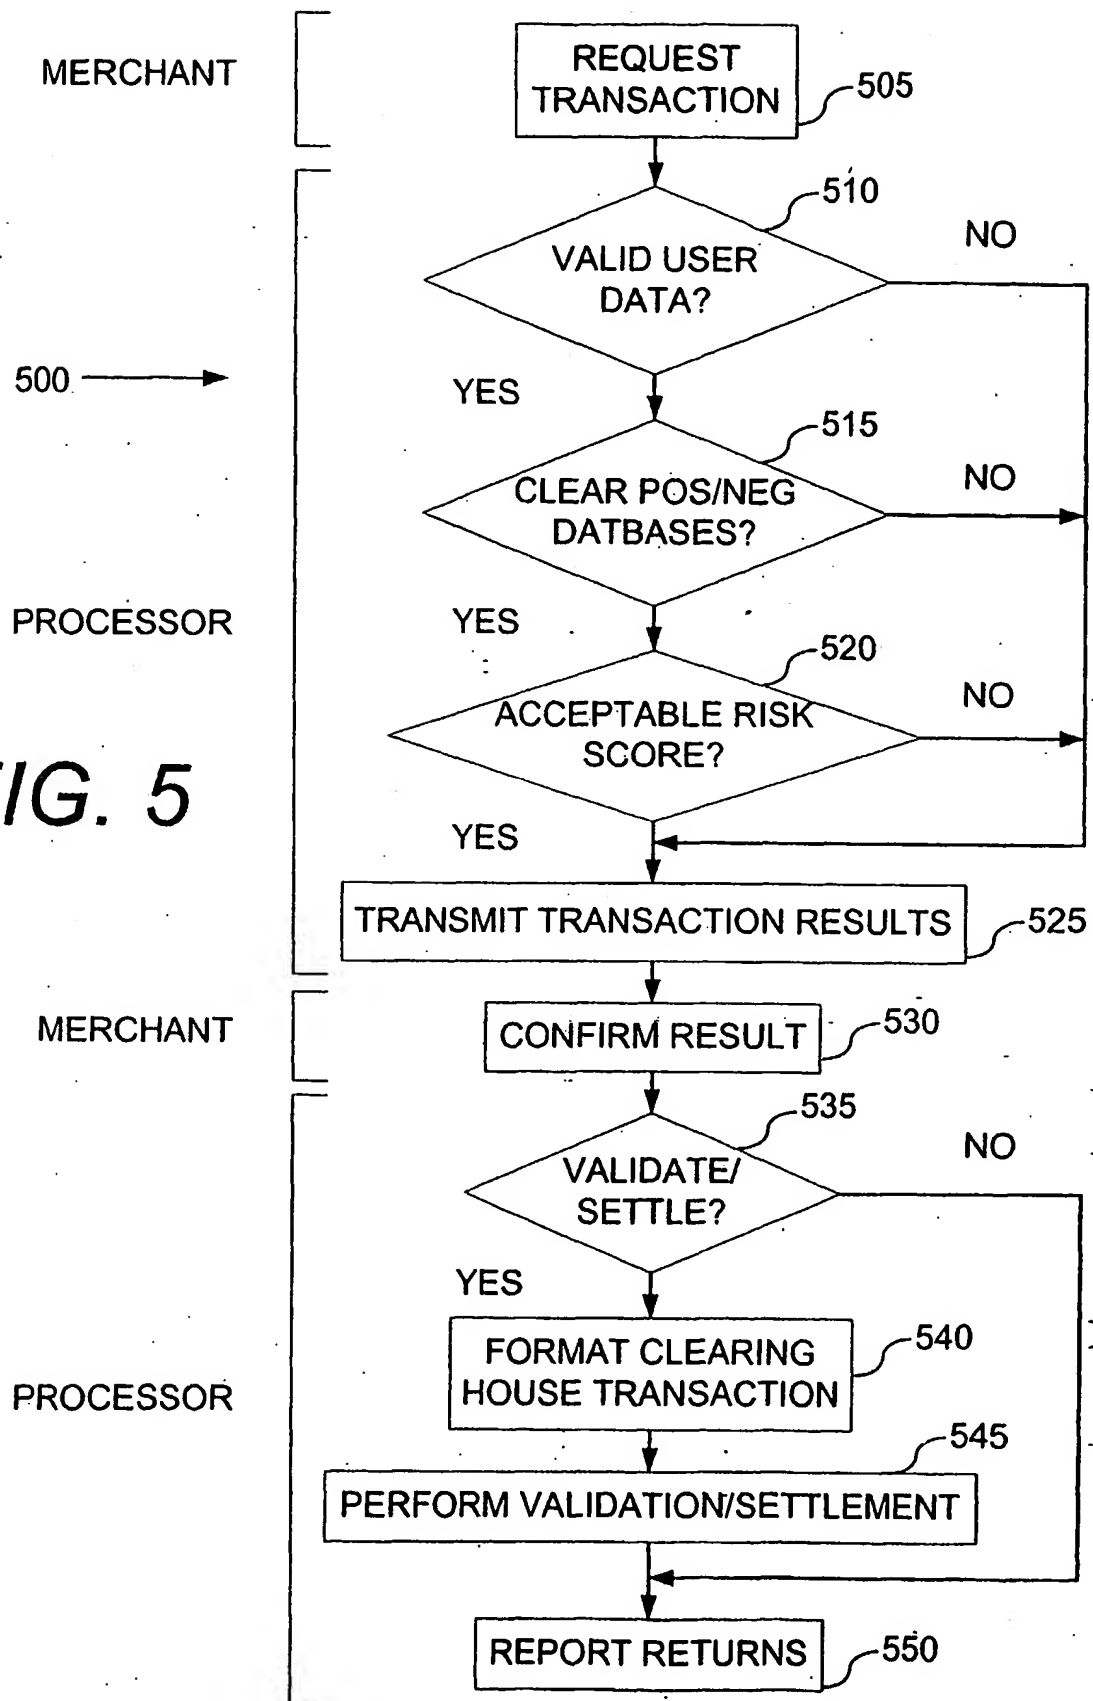 MERCHANT
REQUEST
TRANSACTION
505
510
VALID USER
DATA?
NO
500
YES
515
CLEAR POS/NEG
DATBASES?
NO
PROCESSOR
YES
520
ACCEPTABLE RISK
SCORE?
NO
IG. 5
YES
TRANSMIT TRANSACTION RESULTS
525
MERCHANT
CONFIRM RESULT
530
535
VALIDATE/
SETTLE?
NO
YES
FORMAT CLEARING
HOUSE TRANSACTION
540
PROCESSOR
545
PERFORM VALIDATION/SETTLEMENT
REPORT RETURNS
550